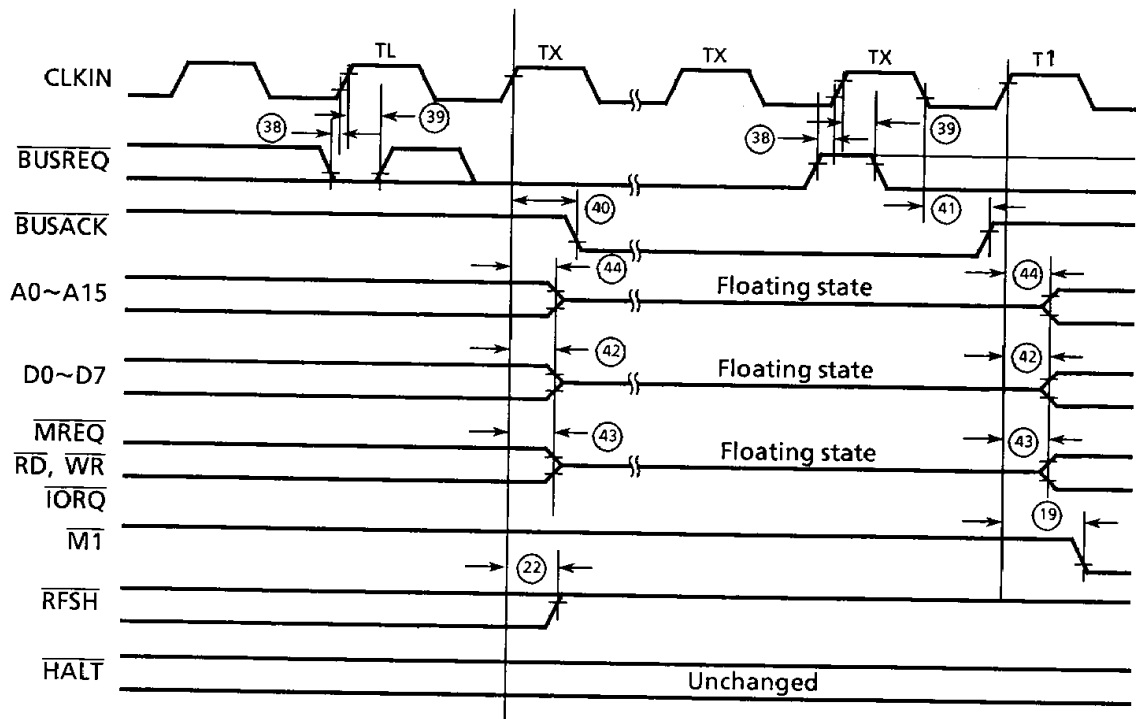 TL TX TX TX T1
CLKIN
38 39 38 39
BUSREQ
40 41
BUSACK
44 44
A0~A15 Floating state
42 42
D0~D7 Floating state
MREQ 43 43
RD, WR Floating state
IORQ
19
M1
22
RFSH
HALT
Unchanged